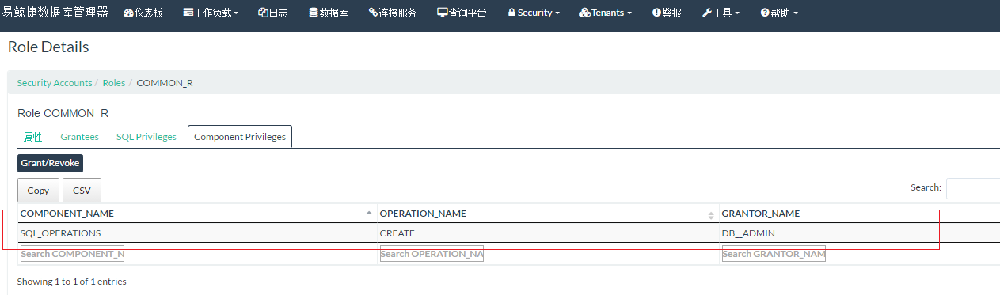 易鲸捷数据库管理器 仪表板 工作负载 日志 数据库 连接服务 查询平台 Security Tenants 警报 工具 帮助
Role Details
Security Accounts / Roles / COMMON_R
Role COMMON_R
属性 Grantees SQL Privileges Component Privileges
Grant/Revoke
Copy CSV Search:
COMPONENT_NAME OPERATION_NAME GRANTOR_NAME
SQL_OPERATIONS CREATE DB__ADMIN
Search COMPONENT_N Search OPERATION_NA Search GRANTOR_NAM
Showing 1 to 1 of 1 entries